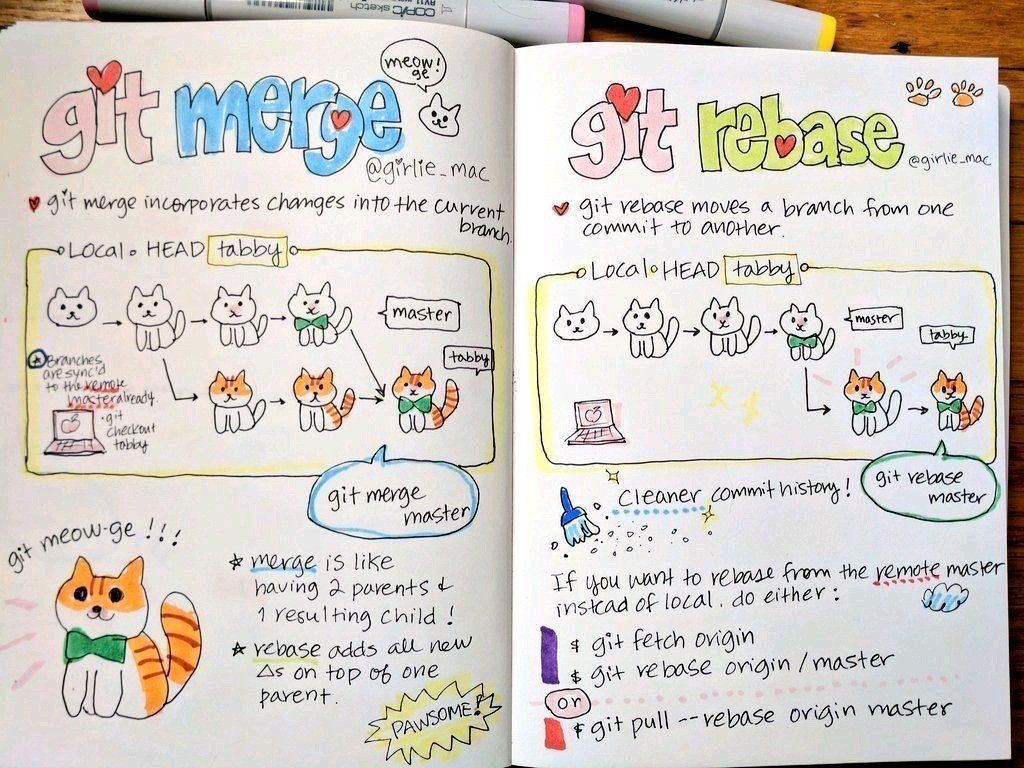 COPIC sketch
git merge
meow!
ge
@girlie_mac
git merge incorporates changes into the current
branch.
LOCAL HEAD tabby
master
tabby
Branches
are sync'd
to the remote
master already.
git
checkout
tabby
git merge
master
git meow-ge !!!
merge is like
having 2 parents &
1 resulting child!
rebase adds all new
Δs on top of one
parent.
PAWSOME!
git rebase
@girlie_mac
git rebase moves a branch from one
commit to another.
LOCAL HEAD tabby
master
tabby
git rebase
master
cleaner commit history!
If you want to rebase from the remote master
instead of local, do either:
$ git fetch origin
$ git rebase origin/master
or
$ git pull --rebase origin master